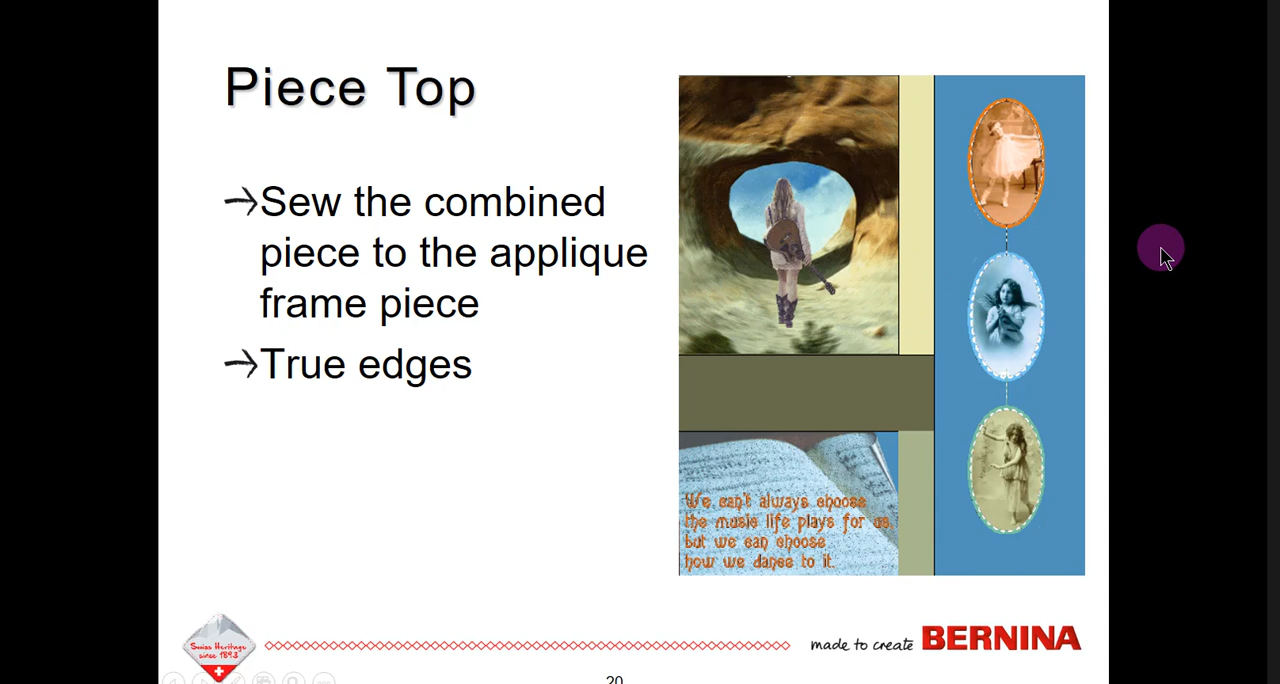 Piece Top
Sew the combined
piece to the applique
frame piece
True edges
We can't always choose
the music life plays for us,
but we can choose
how we dance to it.
Swiss Heritage
since 1893
made to create BERNINA
20